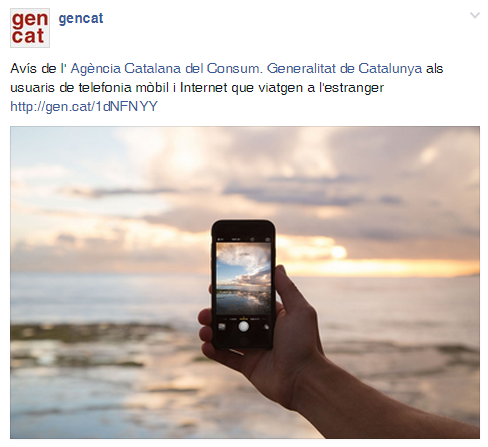 gen
cat
gencat
Avís de l' Agència Catalana del Consum. Generalitat de Catalunya als
usuaris de telefonia mòbil i Internet que viatgen a l'estranger
http://gen.cat/1dNFNYY